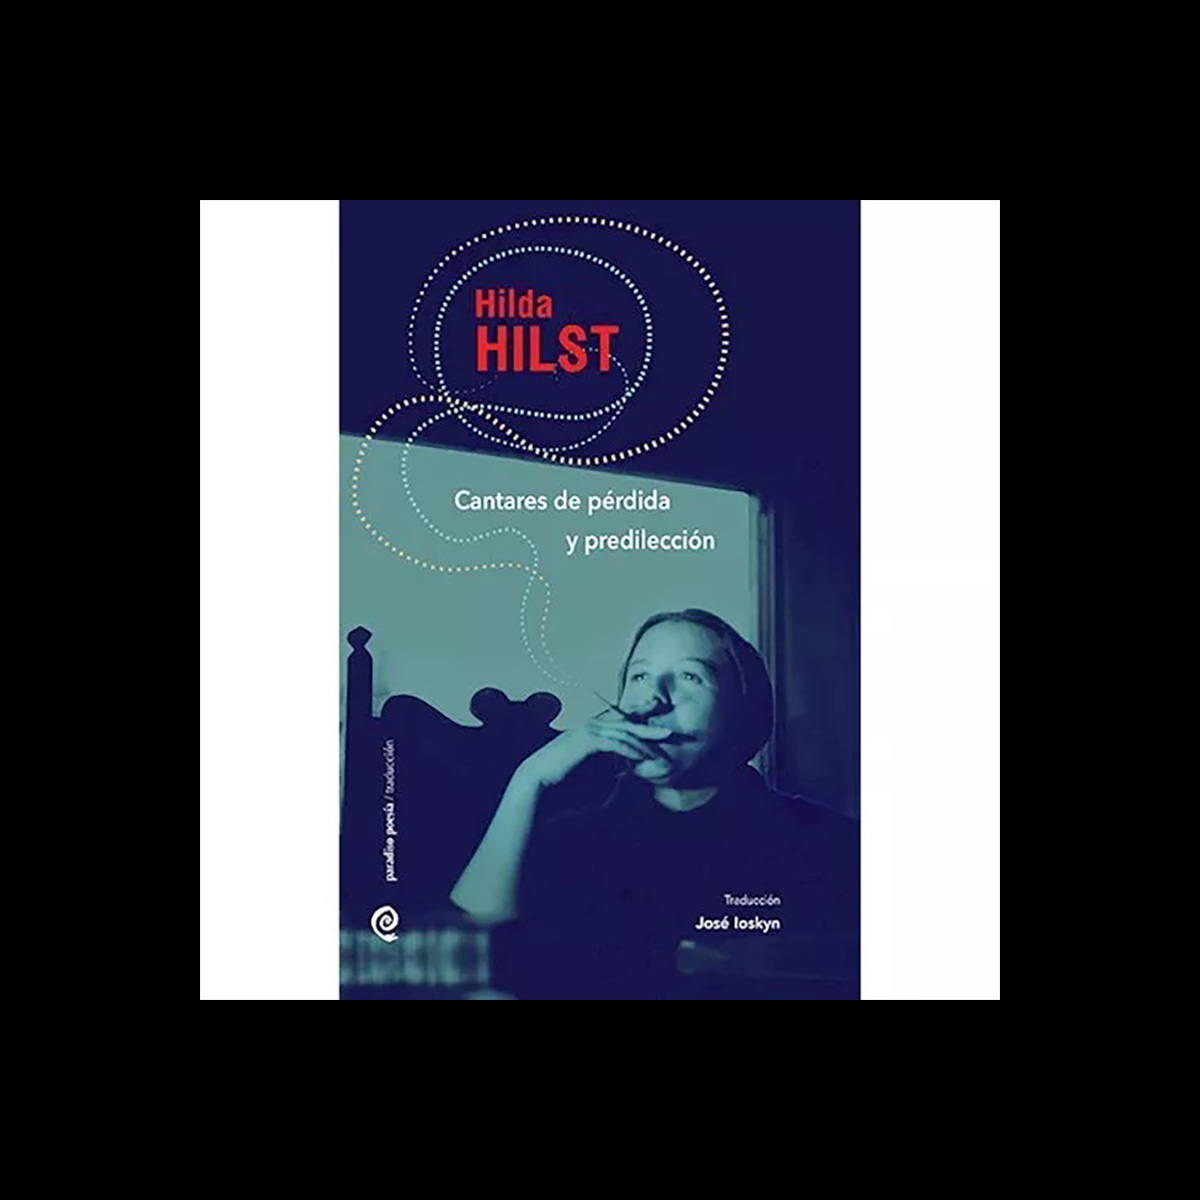 Hilda
HILST
Cantares de pérdida
y predilección
paradiso poesía / traducción
Traducción
José Ioskyn